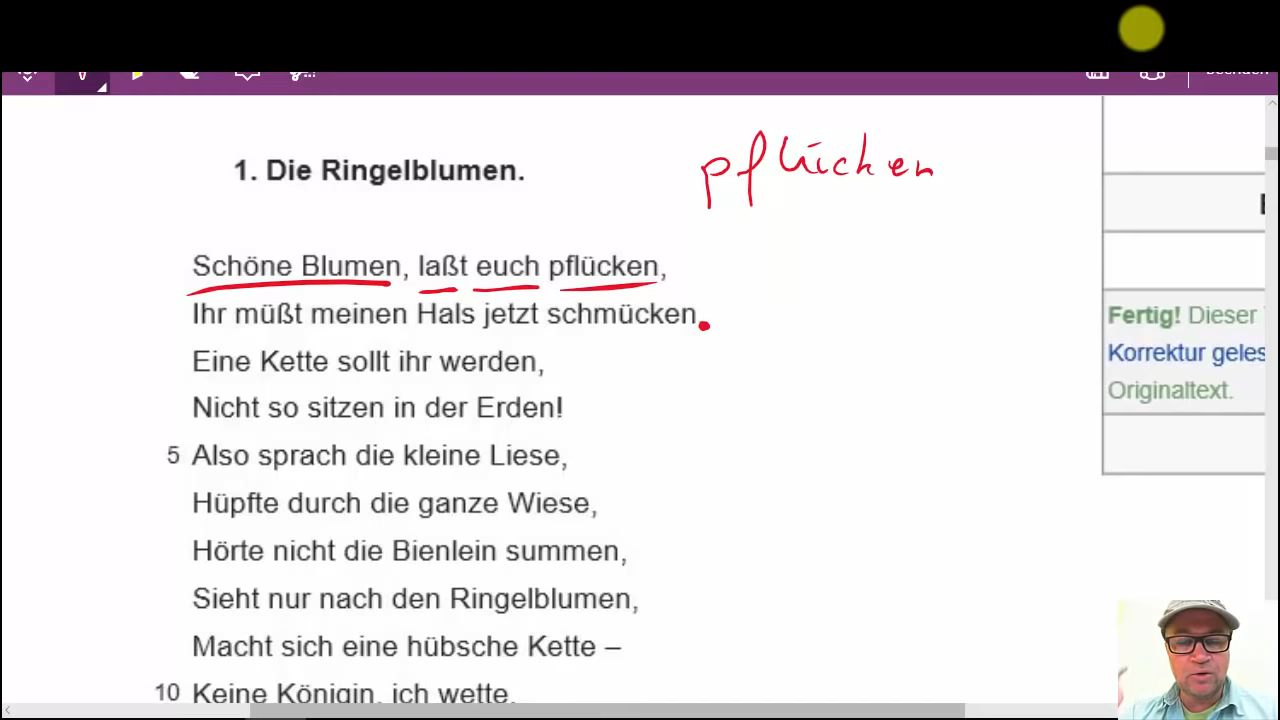 1. Die Ringelblumen.
pflücken
Schöne Blumen, laßt euch pflücken,
Ihr müßt meinen Hals jetzt schmücken.
Eine Kette sollt ihr werden,
Nicht so sitzen in der Erden!
5 Also sprach die kleine Liese,
Hüpfte durch die ganze Wiese,
Hörte nicht die Bienlein summen,
Sieht nur nach den Ringelblumen,
Macht sich eine hübsche Kette –
10 Keine Königin, ich wette,
Fertig! Dieser
Korrektur geles
Originaltext.